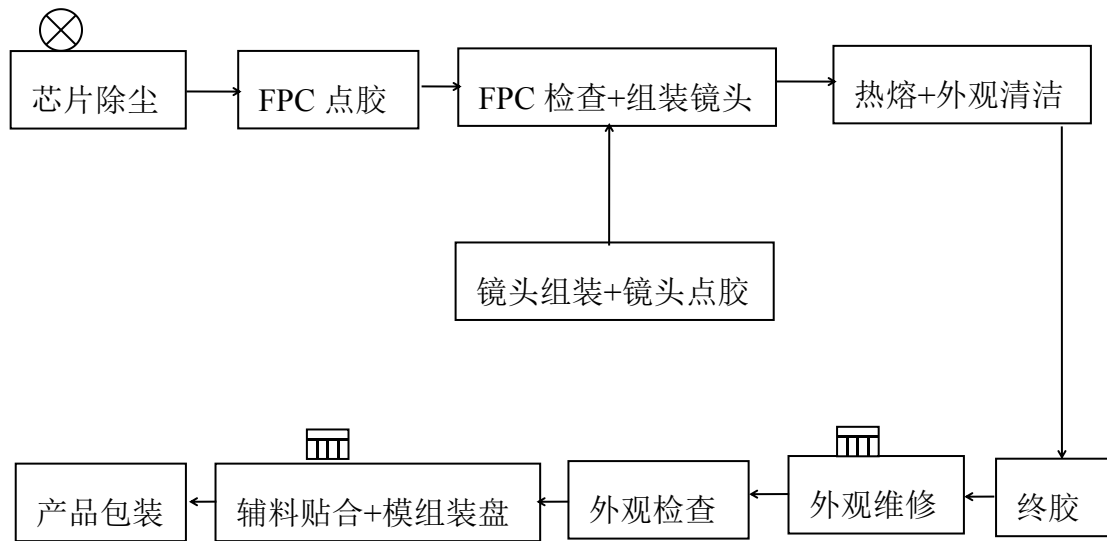 芯片除尘
FPC 点胶
FPC 检查+组装镜头
热熔+外观清洁
镜头组装+镜头点胶
产品包装
辅料贴合+模组装盘
外观检查
外观维修
终胶